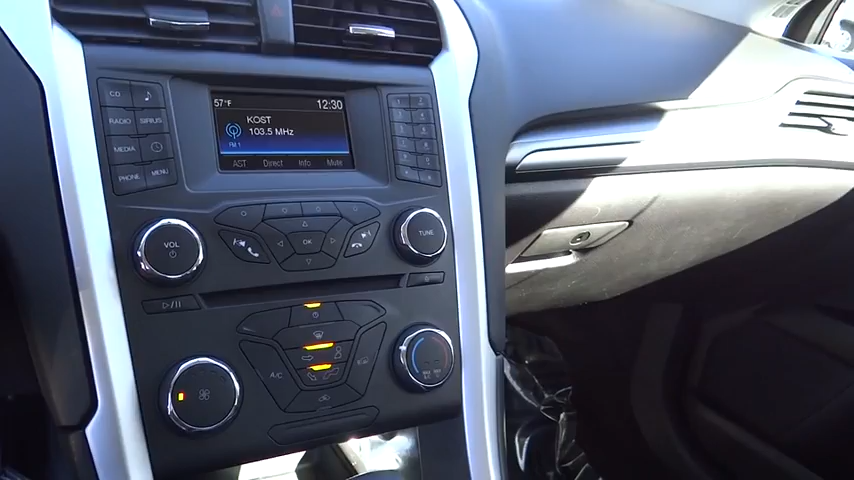 57°F 12:30
KOST
103.5 MHz
FM 1
AST Direct Info Mute
CD
RADIO SIRIUS
MEDIA
PHONE MENU
VOL
OK
TUNE
A/C